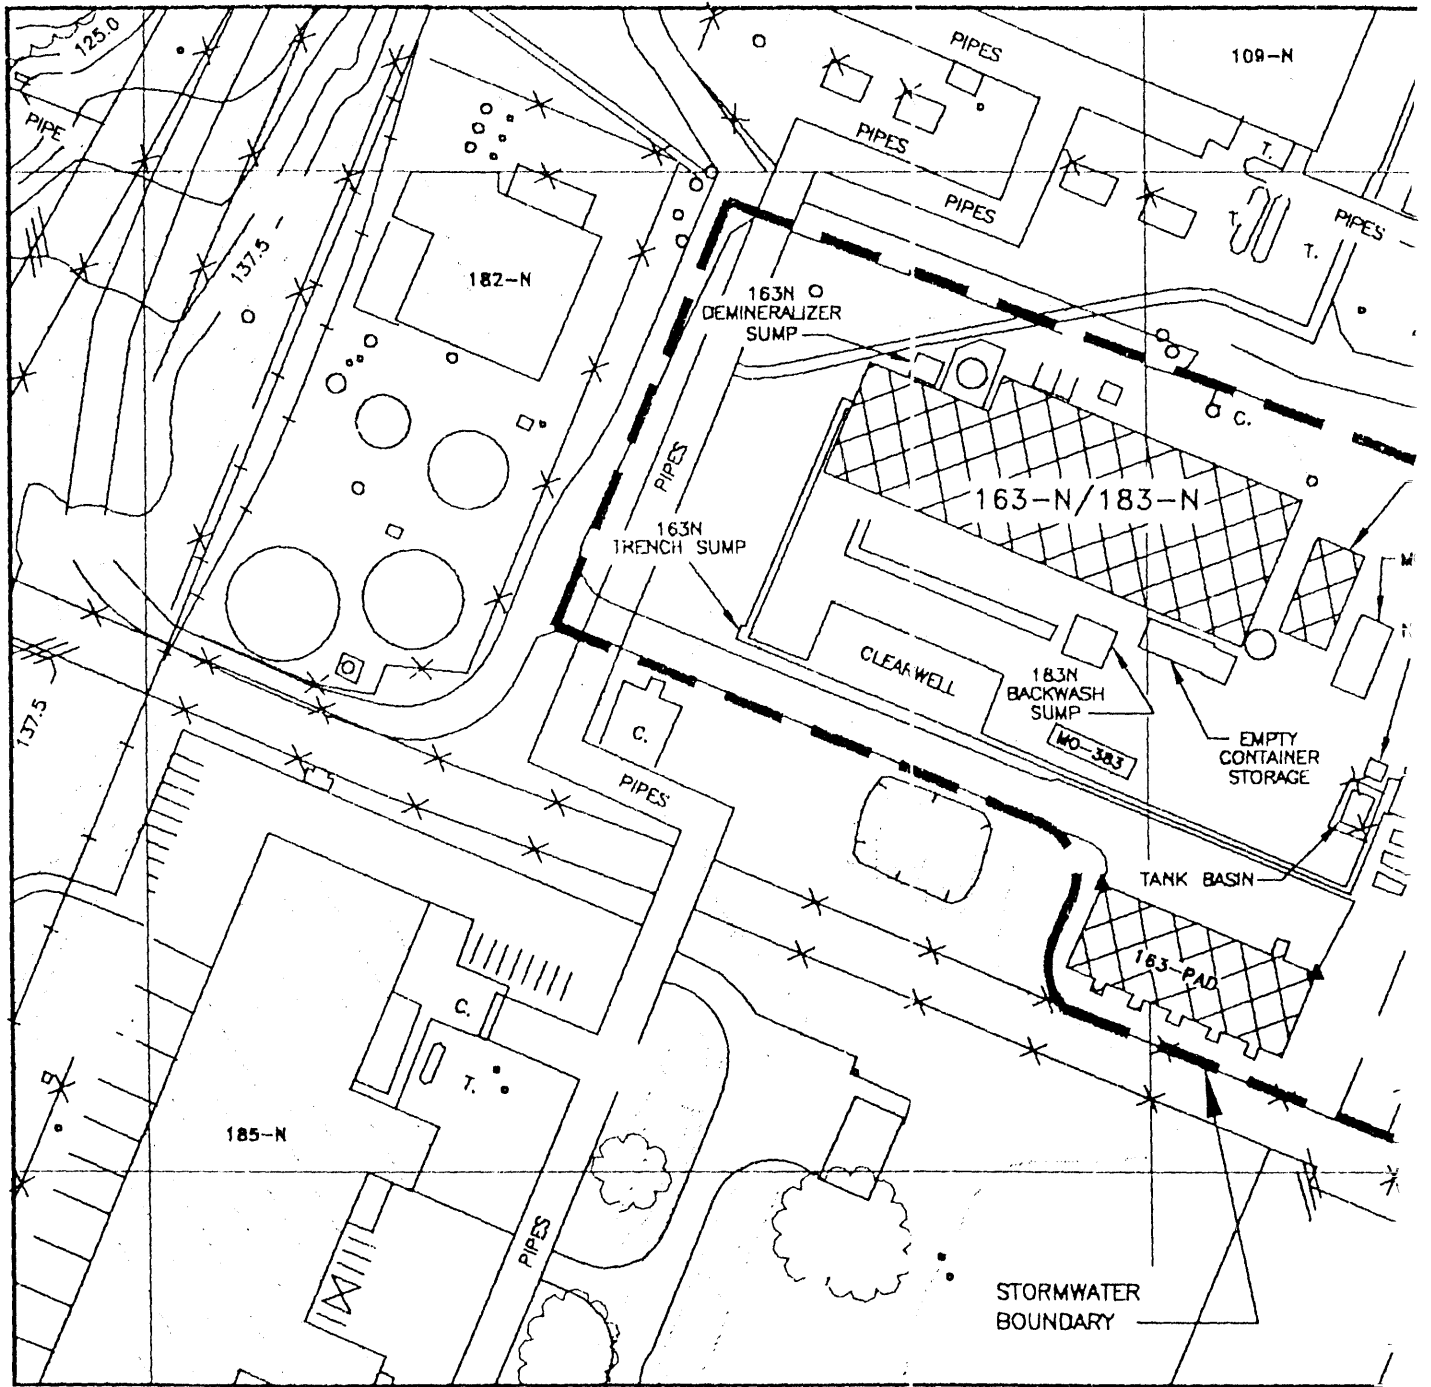 125.0
PIPES
109-N
PIPE
PIPES
T.
PIPES
T.
T.
PIPES
137.5
182-N
163N
DEMINERALIZER
SUMP
C.
PIPES
163-N/183-N
163N
TRENCH SUMP
M
CLEARWELL
183N
BACKWASH
SUMP
137.5
C.
MO-383
EMPTY
CONTAINER
STORAGE
PIPES
TANK BASIN
163-PAD
C.
T.
185-N
PIPES
STORMWATER
BOUNDARY